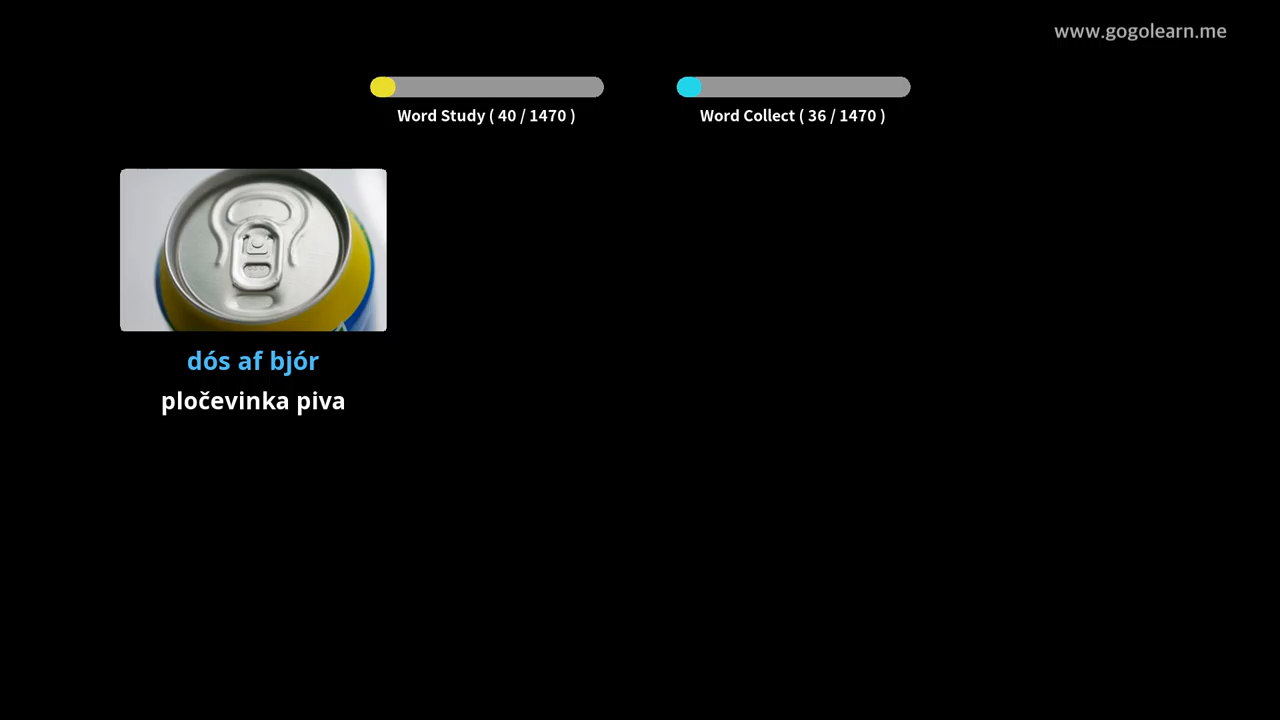 www.gogolearn.me
Word Study ( 40 / 1470 )
Word Collect ( 36 / 1470 )
dós af bjór
pločevinka piva